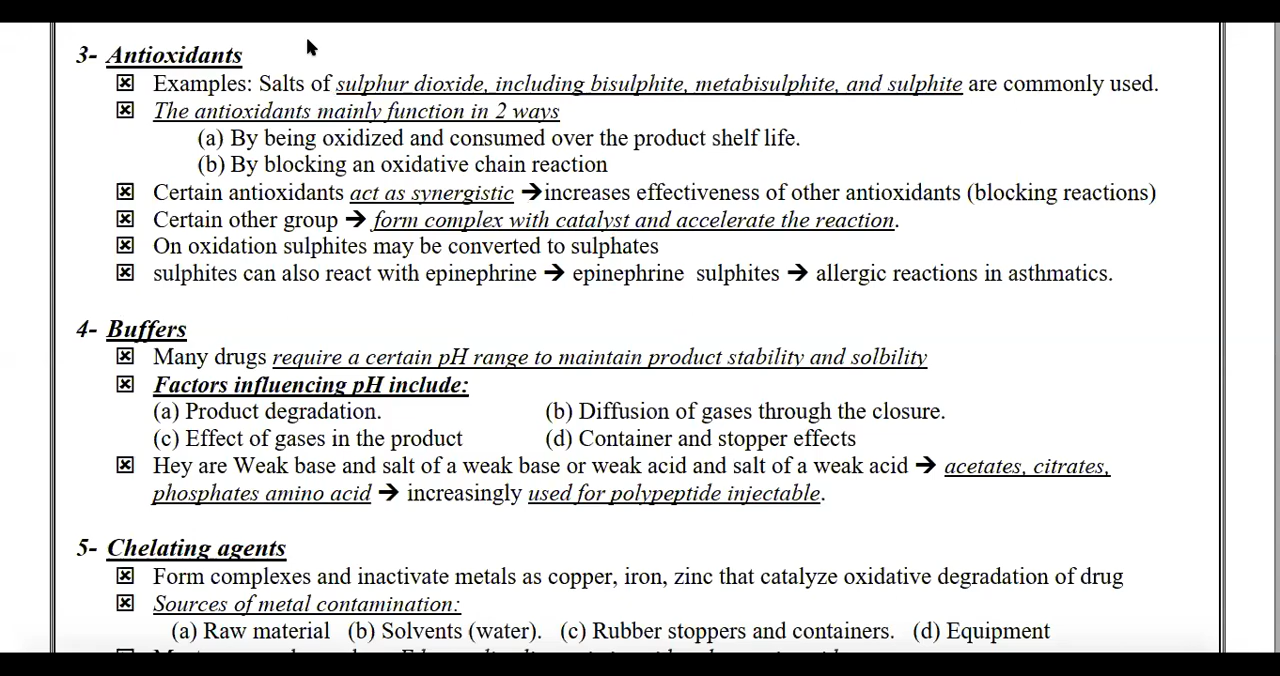 3- Antioxidants
Examples: Salts of sulphur dioxide, including bisulphite, metabisulphite, and sulphite are commonly used.
The antioxidants mainly function in 2 ways
(a) By being oxidized and consumed over the product shelf life.
(b) By blocking an oxidative chain reaction
Certain antioxidants act as synergistic ➔increases effectiveness of other antioxidants (blocking reactions)
Certain other group ➔ form complex with catalyst and accelerate the reaction.
On oxidation sulphites may be converted to sulphates
sulphites can also react with epinephrine ➔ epinephrine sulphites ➔ allergic reactions in asthmatics.
4- Buffers
Many drugs require a certain pH range to maintain product stability and solbility
Factors influencing pH include:
(a) Product degradation. (b) Diffusion of gases through the closure.
(c) Effect of gases in the product (d) Container and stopper effects
Hey are Weak base and salt of a weak base or weak acid and salt of a weak acid ➔ acetates, citrates,
phosphates amino acid ➔ increasingly used for polypeptide injectable.
5- Chelating agents
Form complexes and inactivate metals as copper, iron, zinc that catalyze oxidative degradation of drug
Sources of metal contamination:
(a) Raw material (b) Solvents (water). (c) Rubber stoppers and containers. (d) Equipment